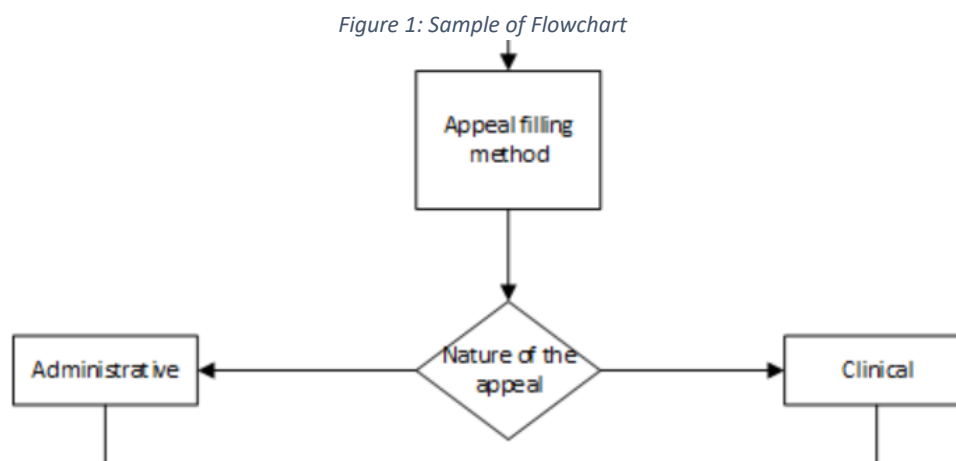 Figure 1: Sample of Flowchart
Appeal filling
method
Nature of the
appeal
Administrative
Clinical